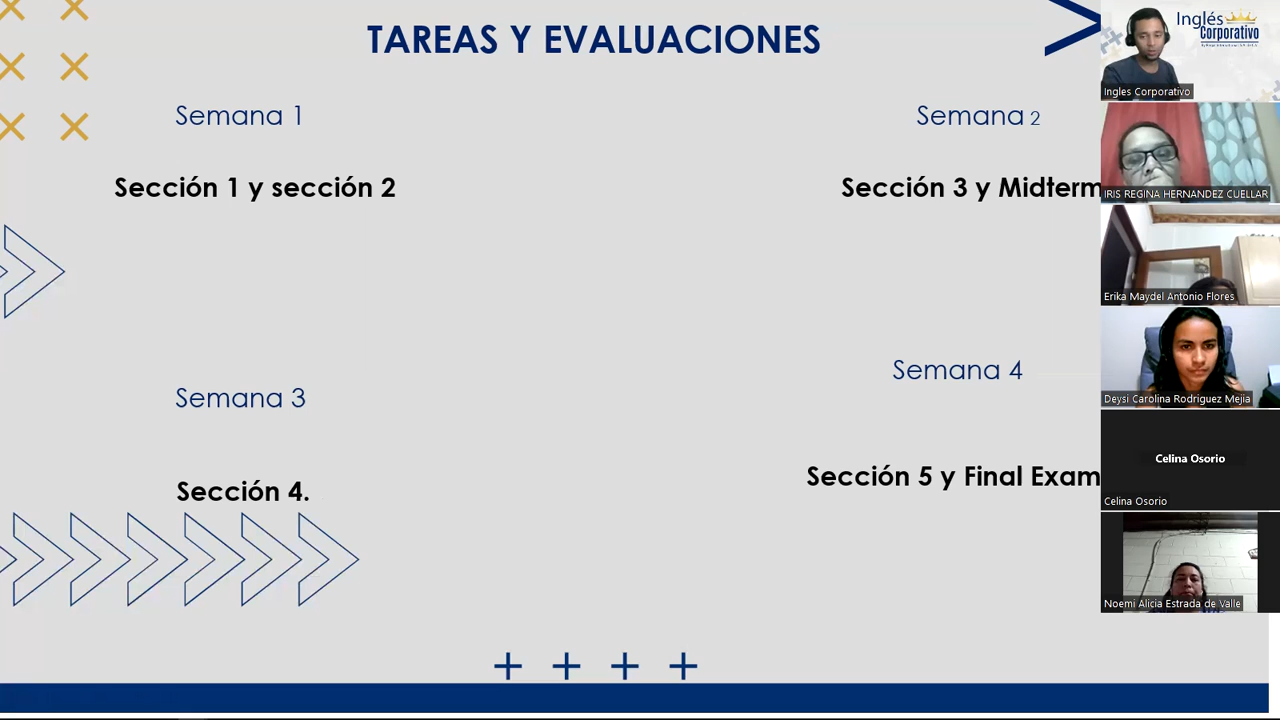 TAREAS Y EVALUACIONES
Semana 1
Semana 2
Sección 1 y sección 2
Sección 3 y Midterm
Semana 3
Semana 4
Sección 4.
Sección 5 y Final Exam
Inglés
Corporativo
Ingles Corporativo
IRIS REGINA HERNANDEZ CUELLAR
Erika Maydel Antonio Flores
Deysi Carolina Rodriguez Mejia
Celina Osorio
Celina Osorio
Noemi Alicia Estrada de Valle